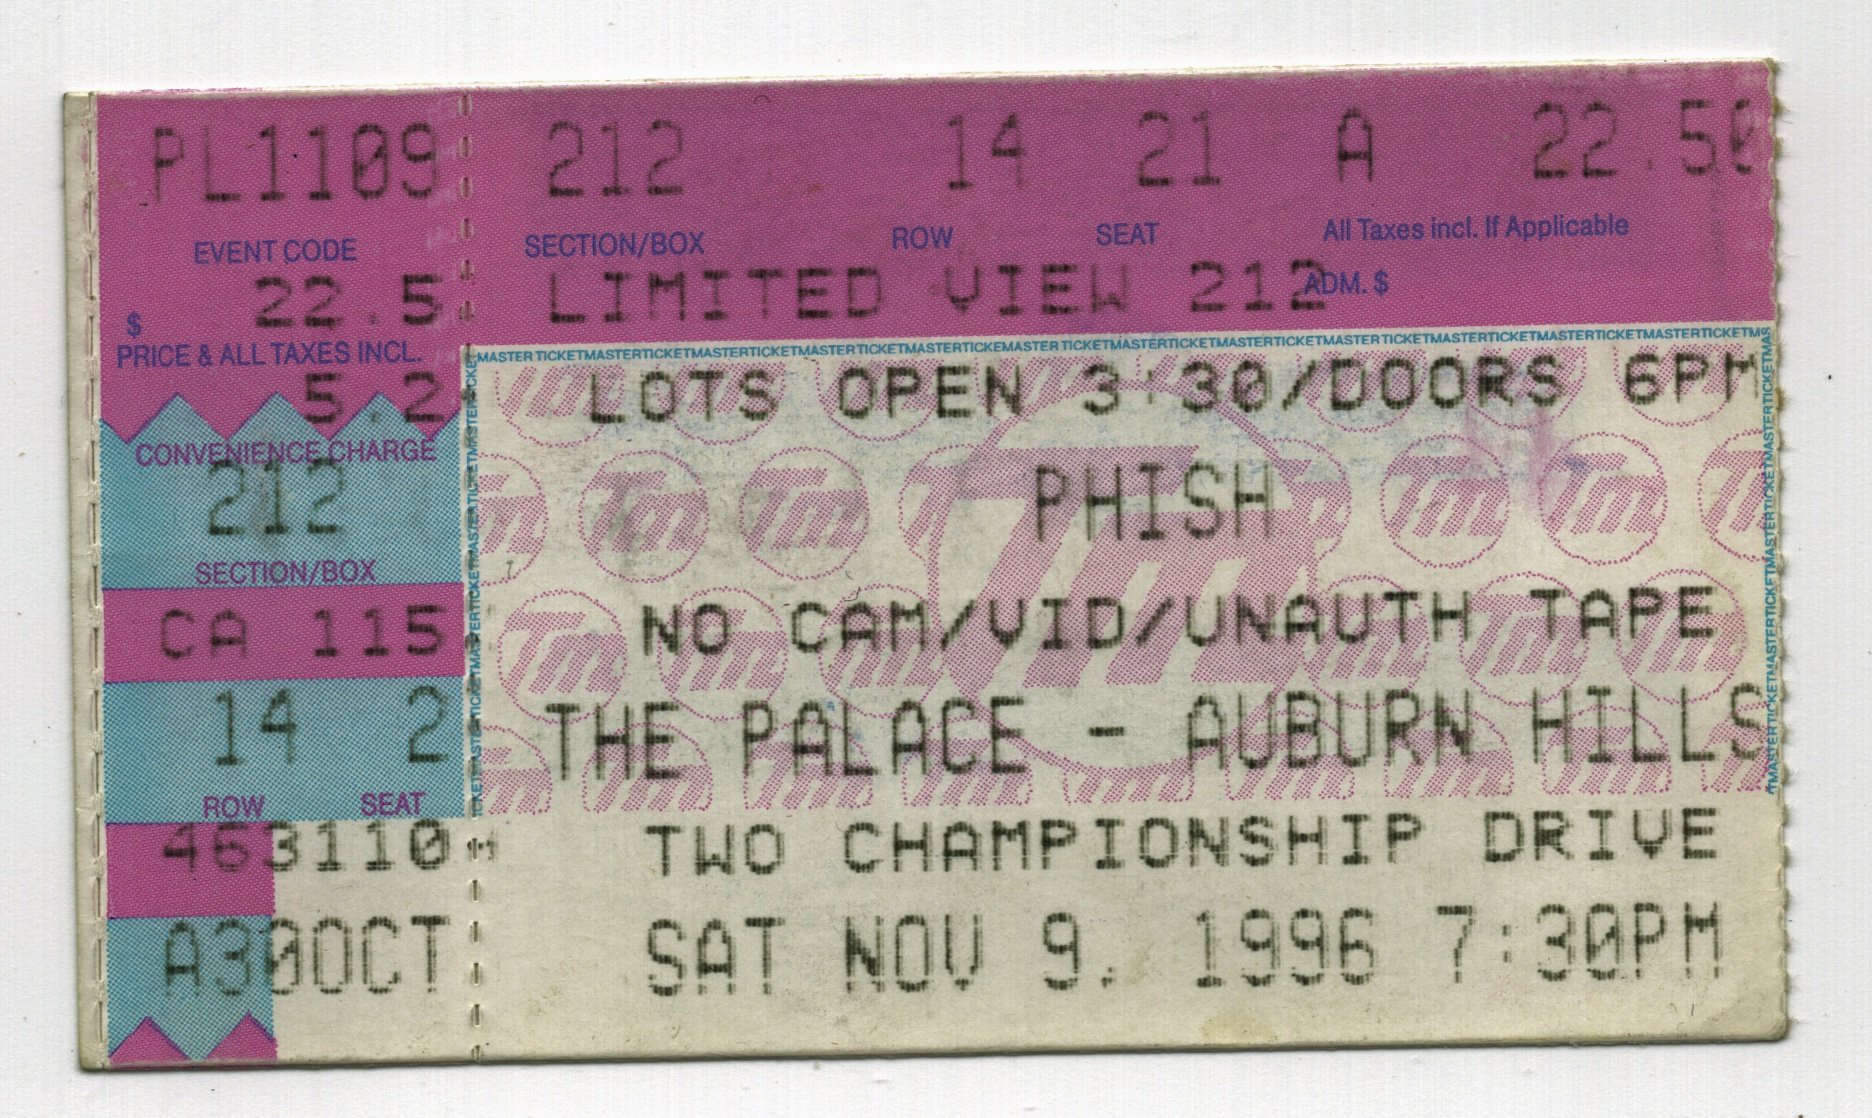 PL1109
EVENT CODE
22.5
$
PRICE & ALL TAXES INCL.
5.2
CONVENIENCE CHARGE
212
SECTION/BOX
CA 115
14 2
ROW SEAT
463110
A30OCT
212 14 21 A 22.50
SECTION/BOX ROW SEAT All Taxes incl. If Applicable
LIMITED VIEW 212 ADM. $
MASTERTICKETMASTERTICKETMASTERTICKETMASTERTICKETMASTERTICKEMASTERTICKETMASTERTICKETMASTERTICKETMASTERTICKETMASTERTICKETMASTERTICKETMAS
LOTS OPEN 3:30/DOORS 6PM
PHISH
NO CAM/VID/UNAUTH TAPE
THE PALACE - AUBURN HILLS
TWO CHAMPIONSHIP DRIVE
SAT NOV 9, 1996 7:30PM